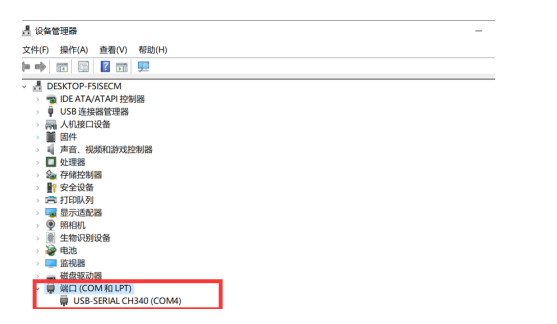 设备管理器
文件(F) 操作(A) 查看(V) 帮助(H)
DESKTOP-F5ISECM
IDE ATA/ATAPI 控制器
USB 连接器管理器
人机接口设备
固件
声音、视频和游戏控制器
处理器
存储控制器
安全设备
打印队列
显示适配器
照相机
生物识别设备
电池
监视器
磁盘驱动器
端口 (COM 和 LPT)
USB-SERIAL CH340 (COM4)